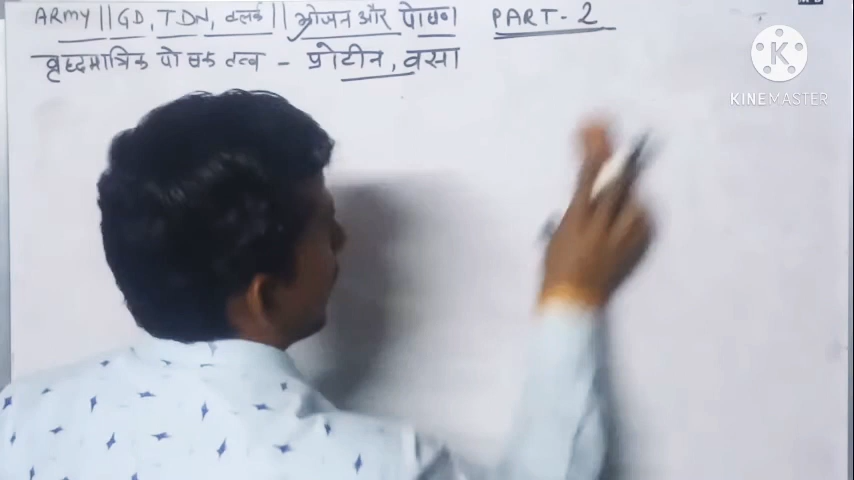 ARMY || GD, TDN, क्लर्क || भोजन और पोषण PART - 2
वृहदमात्रिक पोषक तत्व - प्रोटीन, वसा
K
KINEMASTER